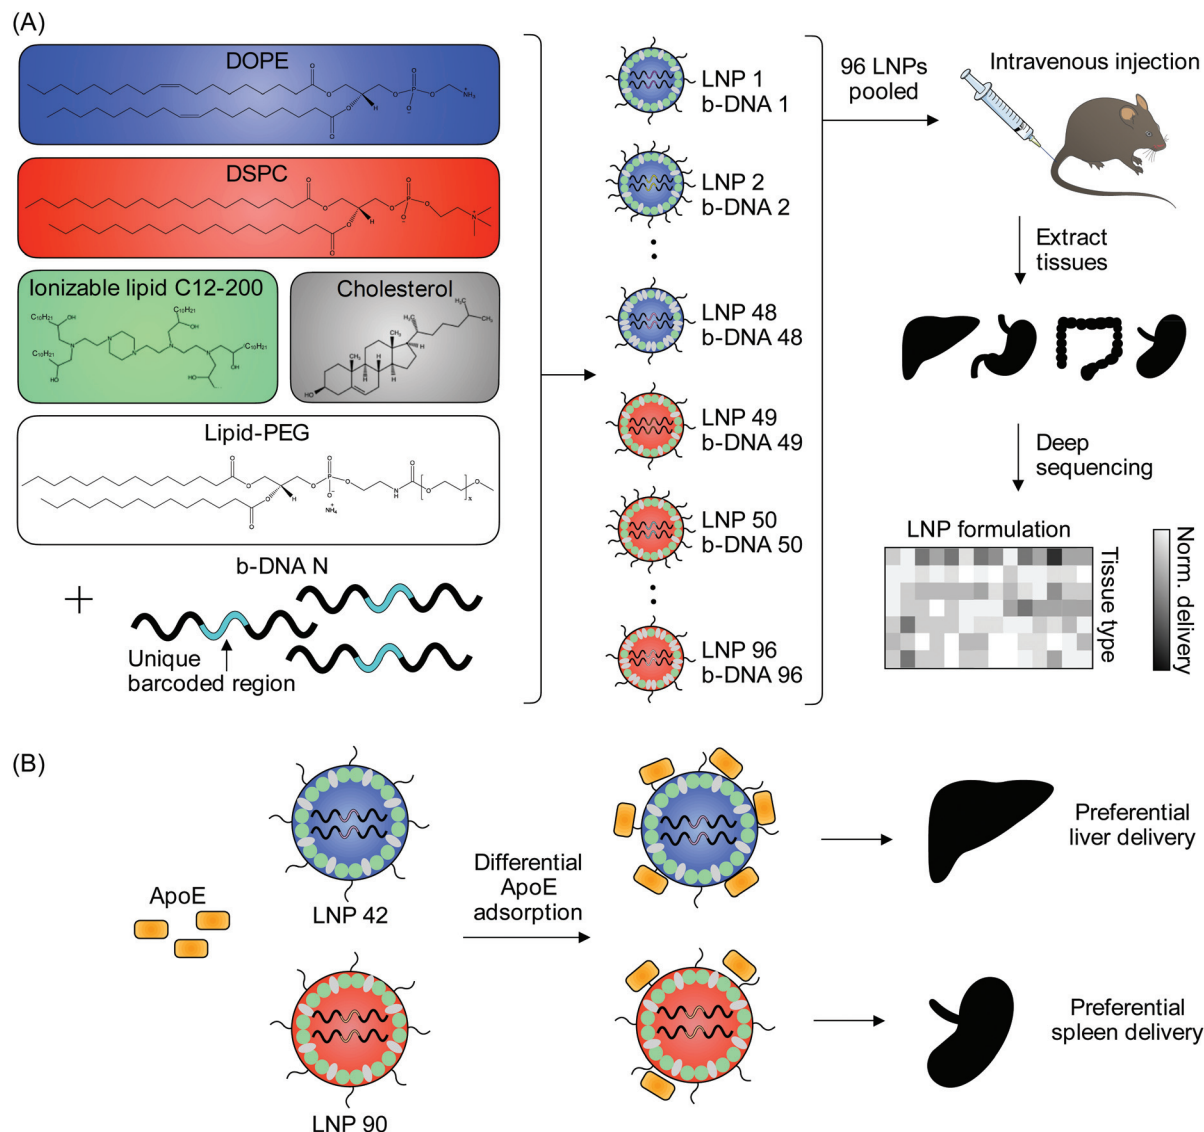 (A)
DOPE
DSPC
Ionizable lipid C12-200
Cholesterol
Lipid-PEG
b-DNA N
+
Unique
barcoded region
LNP 1
b-DNA 1
LNP 2
b-DNA 2
LNP 48
b-DNA 48
LNP 49
b-DNA 49
LNP 50
b-DNA 50
LNP 96
b-DNA 96
96 LNPs
pooled
Intravenous injection
Extract
tissues
Deep
sequencing
LNP formulation
Tissue type
Norm. delivery
(B)
ApoE
LNP 42
LNP 90
Differential
ApoE
adsorption
Preferential
liver delivery
Preferential
spleen delivery